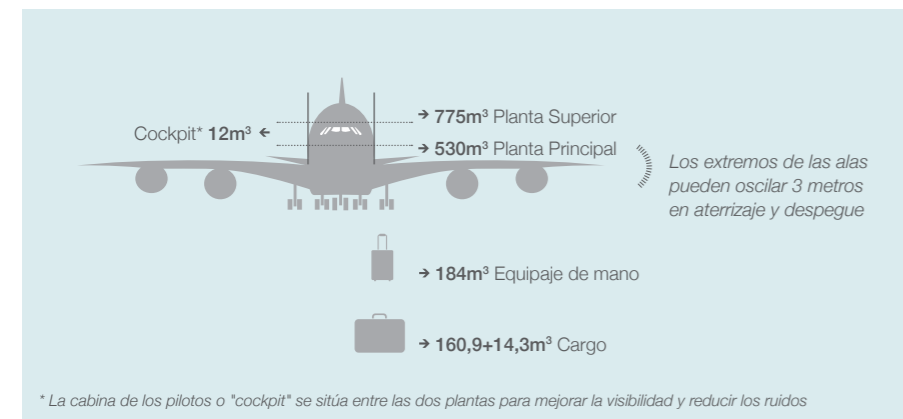 → 775m³ Planta Superior
Cockpit* 12m³ ←
→ 530m³ Planta Principal
Los extremos de las alas
pueden oscilar 3 metros
en aterrizaje y despegue
→ 184m³ Equipaje de mano
→ 160,9+14,3m³ Cargo
* La cabina de los pilotos o "cockpit" se sitúa entre las dos plantas para mejorar la visibilidad y reducir los ruidos